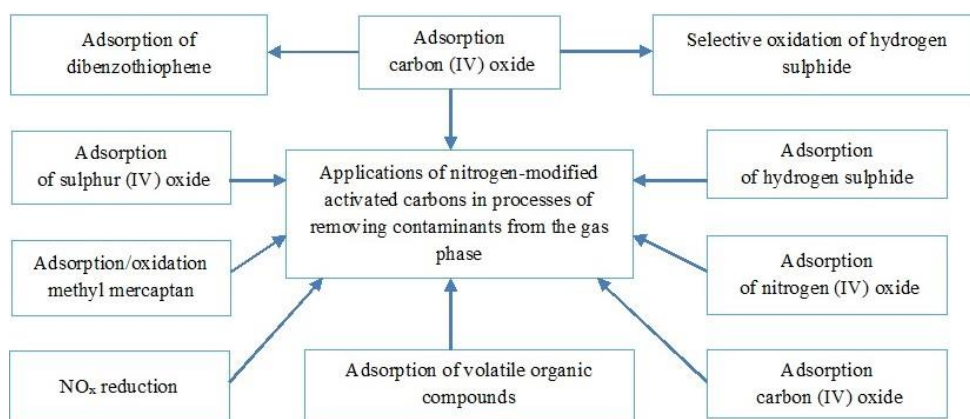 Adsorption of
dibenzothiophene
Adsorption
carbon (IV) oxide
Selective oxidation of hydrogen
sulphide
Adsorption
of sulphur (IV) oxide
Applications of nitrogen-modified
activated carbons in processes of
removing contaminants from the gas
phase
Adsorption
of hydrogen sulphide
Adsorption/oxidation
methyl mercaptan
Adsorption
of nitrogen (IV) oxide
NOₓ reduction
Adsorption of volatile organic
compounds
Adsorption
carbon (IV) oxide